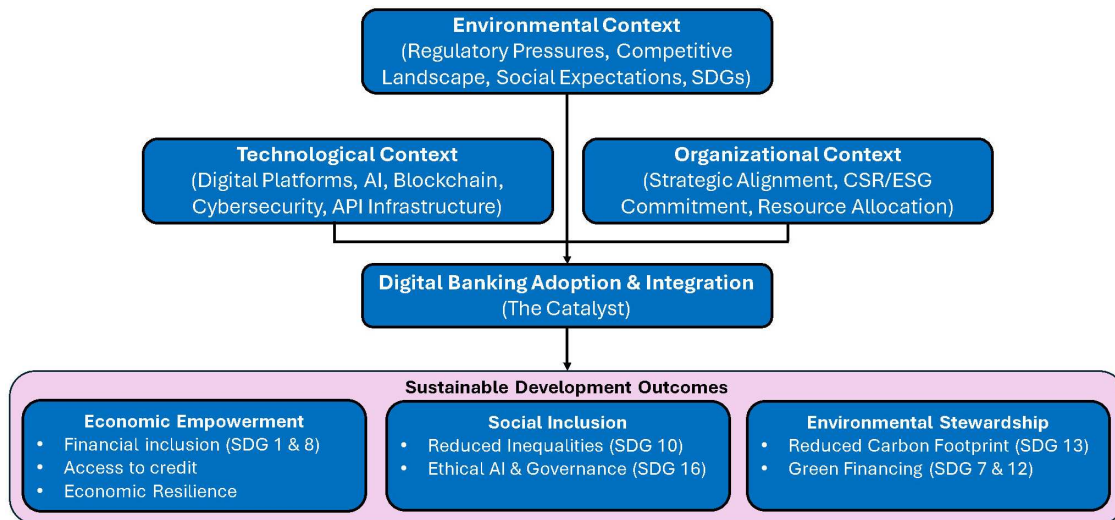 Environmental Context
(Regulatory Pressures, Competitive
Landscape, Social Expectations, SDGs)
Technological Context
(Digital Platforms, AI, Blockchain,
Cybersecurity, API Infrastructure)
Organizational Context
(Strategic Alignment, CSR/ESG
Commitment, Resource Allocation)
Digital Banking Adoption & Integration
(The Catalyst)
Sustainable Development Outcomes
Economic Empowerment
• Financial inclusion (SDG 1 & 8)
• Access to credit
• Economic Resilience
Social Inclusion
• Reduced Inequalities (SDG 10)
• Ethical AI & Governance (SDG 16)
Environmental Stewardship
• Reduced Carbon Footprint (SDG 13)
• Green Financing (SDG 7 & 12)